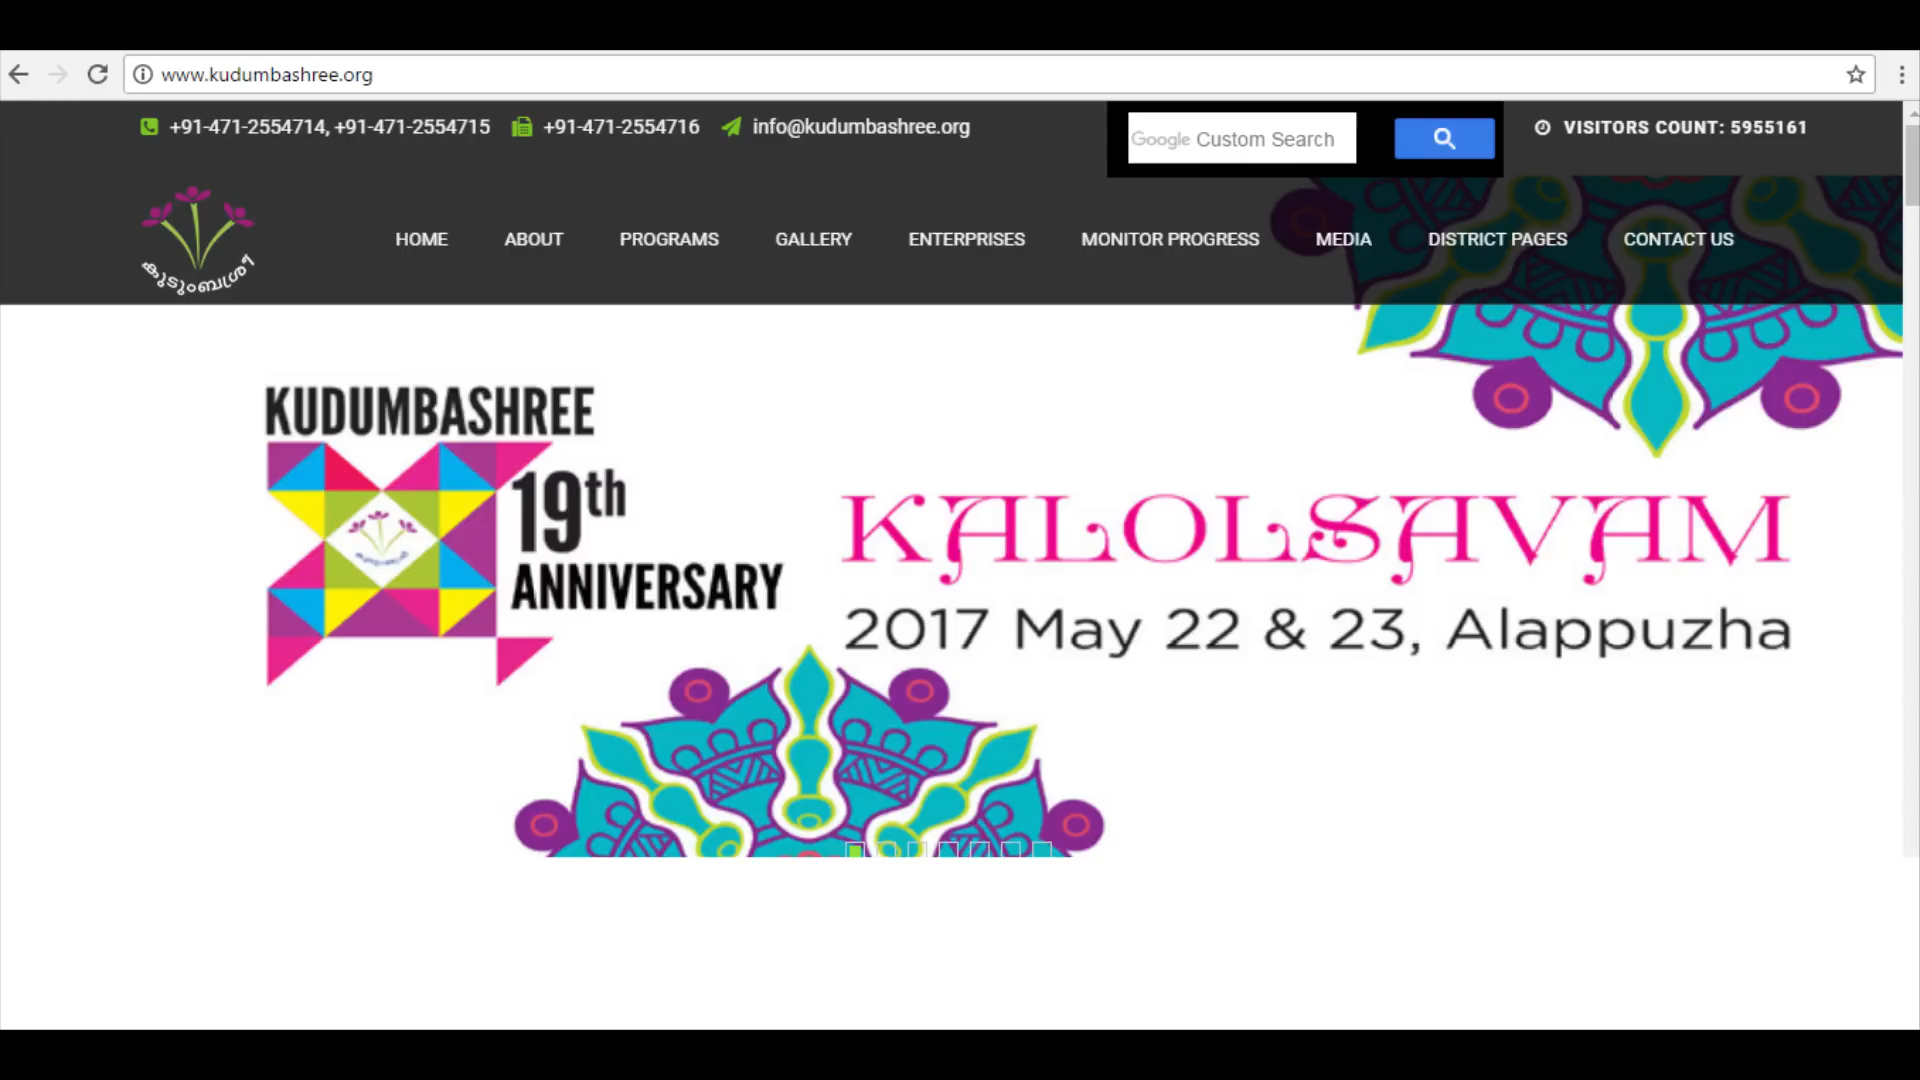 www.kudumbashree.org
+91-471-2554714, +91-471-2554715 +91-471-2554716 info@kudumbashree.org
Google Custom Search
VISITORS COUNT: 5955161
കുടുംബശ്രീ
HOME ABOUT PROGRAMS GALLERY ENTERPRISES MONITOR PROGRESS MEDIA DISTRICT PAGES CONTACT US
KUDUMBASHREE
19th
ANNIVERSARY
KALOLSAVAM
2017 May 22 & 23, Alappuzha